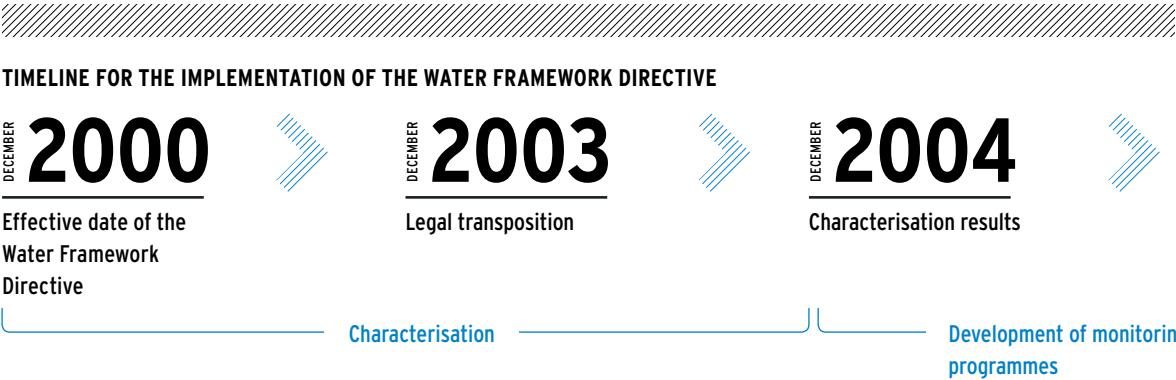 TIMELINE FOR THE IMPLEMENTATION OF THE WATER FRAMEWORK DIRECTIVE
DECEMBER 2000
Effective date of the
Water Framework
Directive
DECEMBER 2003
Legal transposition
DECEMBER 2004
Characterisation results
Characterisation
Development of monitorin
programmes